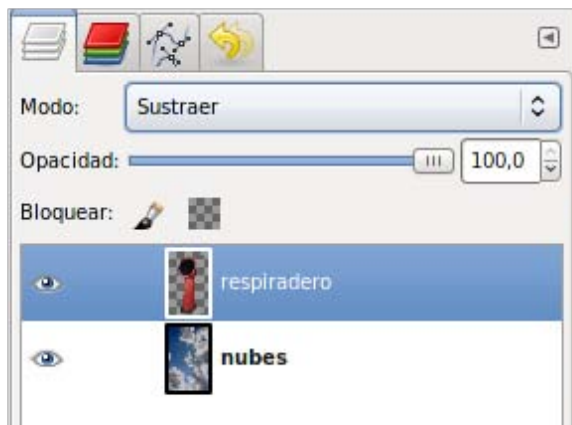 Modo: Sustraer
Opacidad: 100,0
Bloquear:
respiradero
nubes